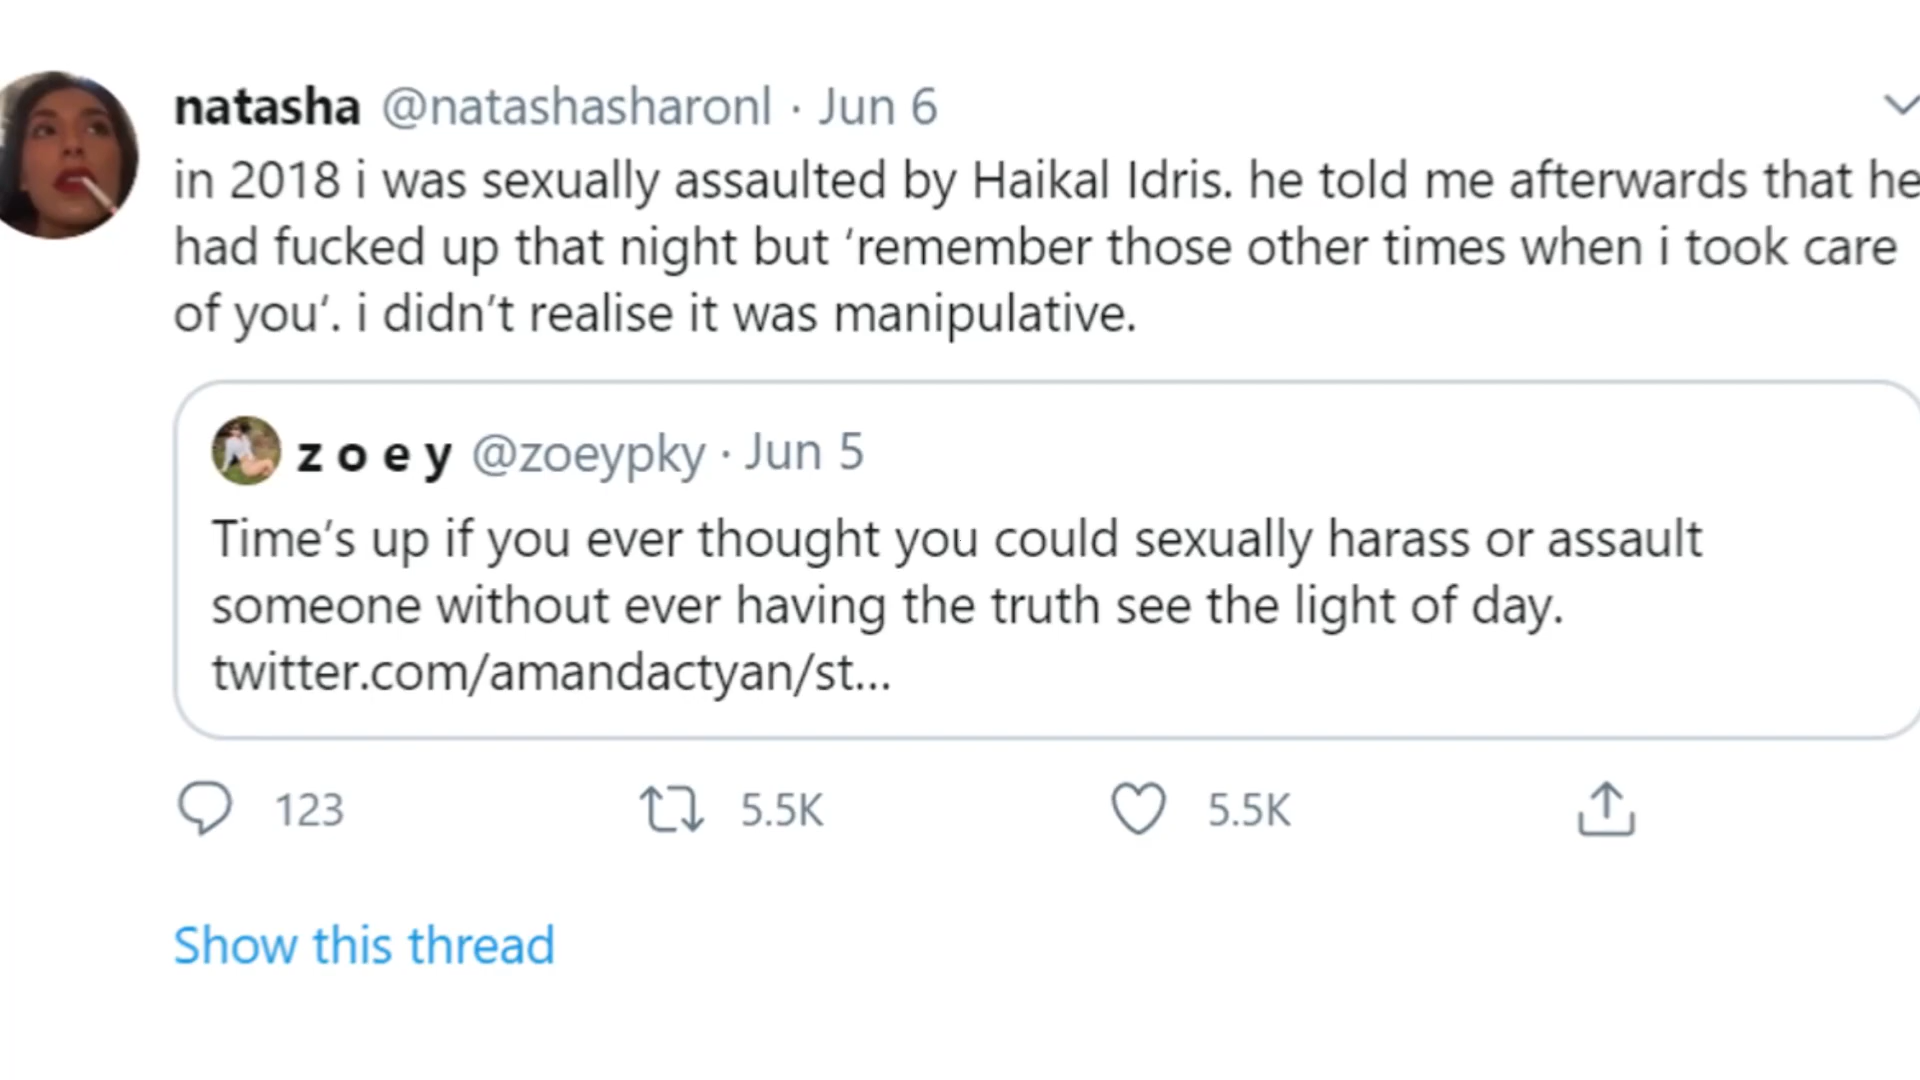 natasha @natashasharonl · Jun 6
in 2018 i was sexually assaulted by Haikal Idris. he told me afterwards that he
had fucked up that night but ‘remember those other times when i took care
of you’. i didn’t realise it was manipulative.
z o e y @zoeypky · Jun 5
Time’s up if you ever thought you could sexually harass or assault
someone without ever having the truth see the light of day.
twitter.com/amandactyan/st...
123 5.5K 5.5K
Show this thread